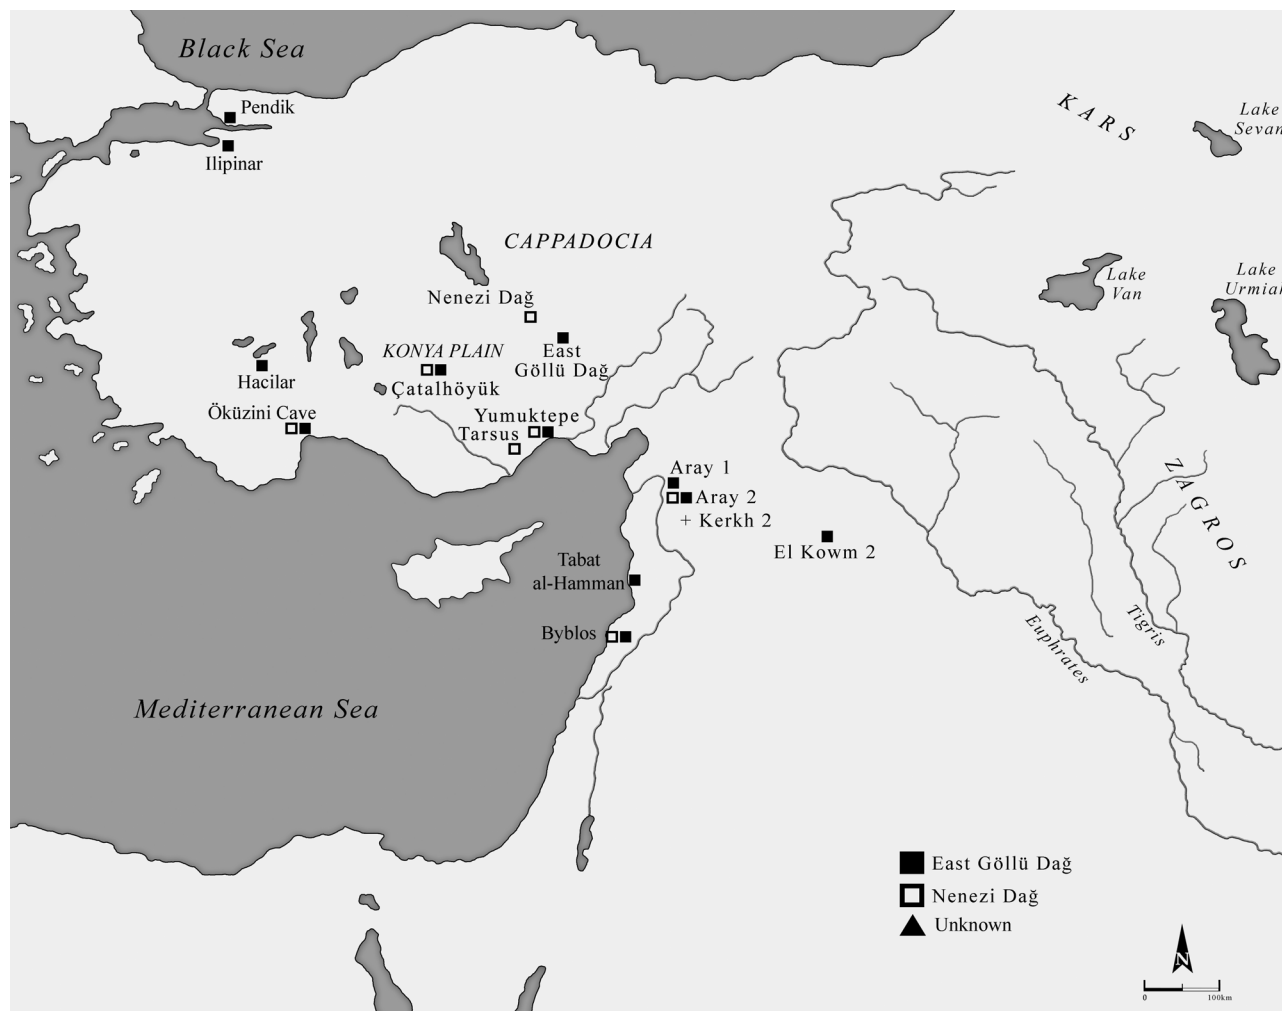 Black Sea
Pendik
Ilipinar
KARS
Lake
Sevan
CAPPADOCIA
Lake
Van
Lake
Urmiah
Nenezi Dağ
East
Göllü Dağ
KONYA PLAIN
Çatalhöyük
Hacilar
Öküzini Cave
Yumuktepe
Tarsus
Aray 1
Aray 2
+ Kerkh 2
El Kowm 2
ZAGROS
Tabat
al-Hamman
Byblos
Tigris
Euphrates
Mediterranean Sea
East Göllü Dağ
Nenezi Dağ
Unknown
N
0 100km